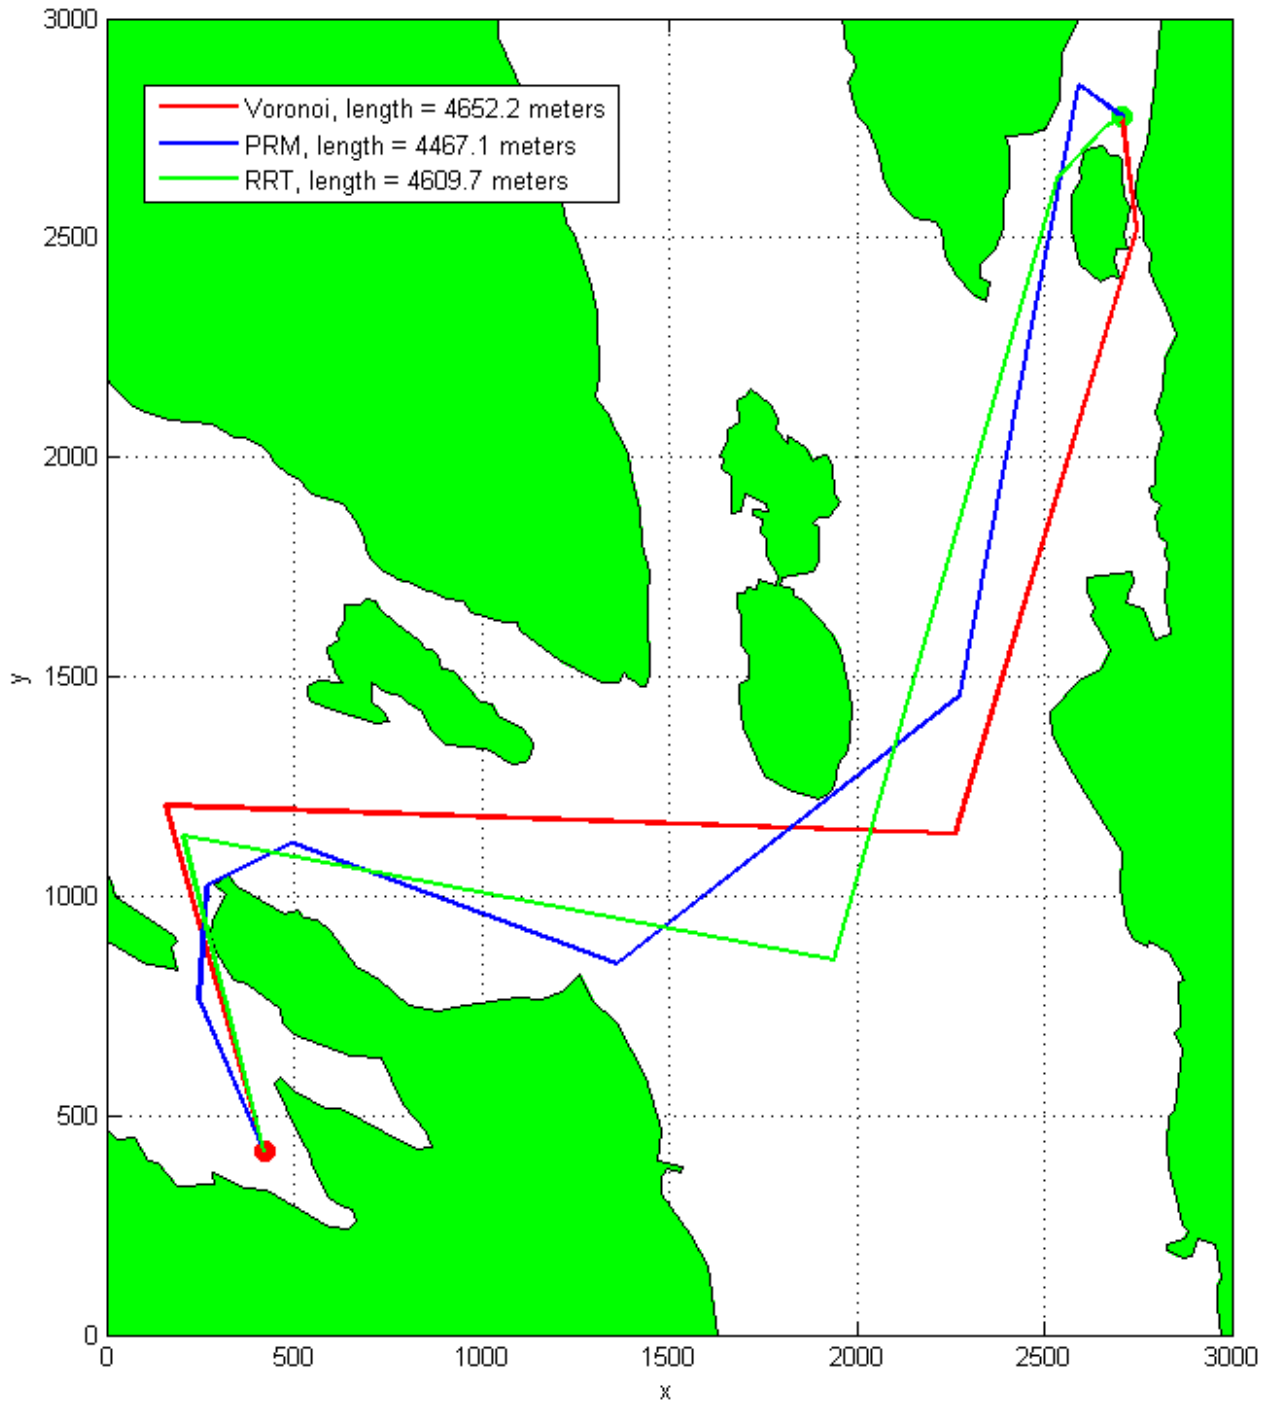 3000
Voronoi, length = 4652.2 meters
PRM, length = 4467.1 meters
RRT, length = 4609.7 meters
2500
2000
1500
y
1000
500
0
0 500 1000 1500 2000 2500 3000
x